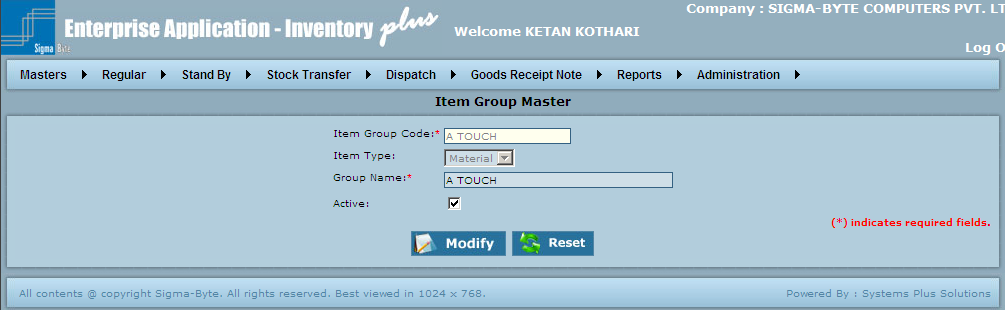 Company : SIGMA-BYTE COMPUTERS PVT. LT
Sigma Byte
Enterprise Application - Inventory plus
Welcome KETAN KOTHARI
Log O
Masters Regular Stand By Stock Transfer Dispatch Goods Receipt Note Reports Administration
Item Group Master
Item Group Code:* A TOUCH
Item Type: Material
Group Name:* A TOUCH
Active:
(*) indicates required fields.
Modify Reset
All contents @ copyright Sigma-Byte. All rights reserved. Best viewed in 1024 x 768. Powered By : Systems Plus Solutions